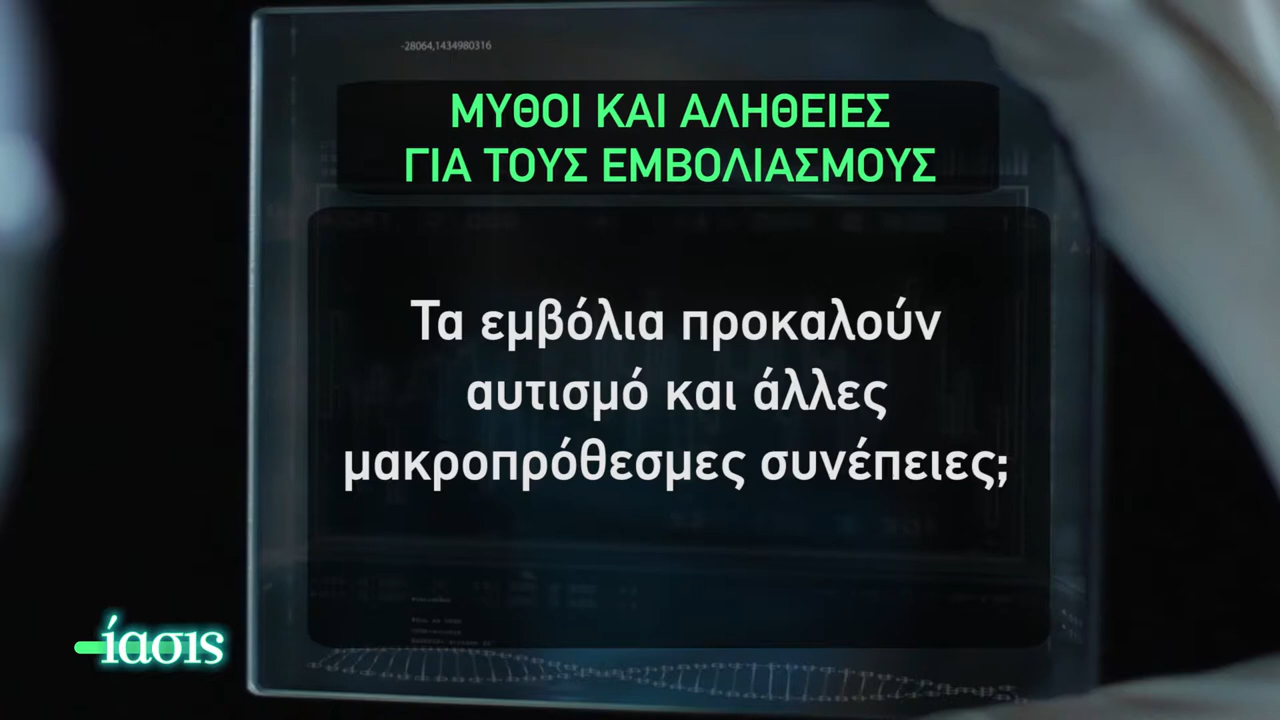 -28064,1434980316
ΜΥΘΟΙ ΚΑΙ ΑΛΗΘΕΙΕΣ
ΓΙΑ ΤΟΥΣ ΕΜΒΟΛΙΑΣΜΟΥΣ
Τα εμβόλια προκαλούν
αυτισμό και άλλες
μακροπρόθεσμες συνέπειες;
ίασις